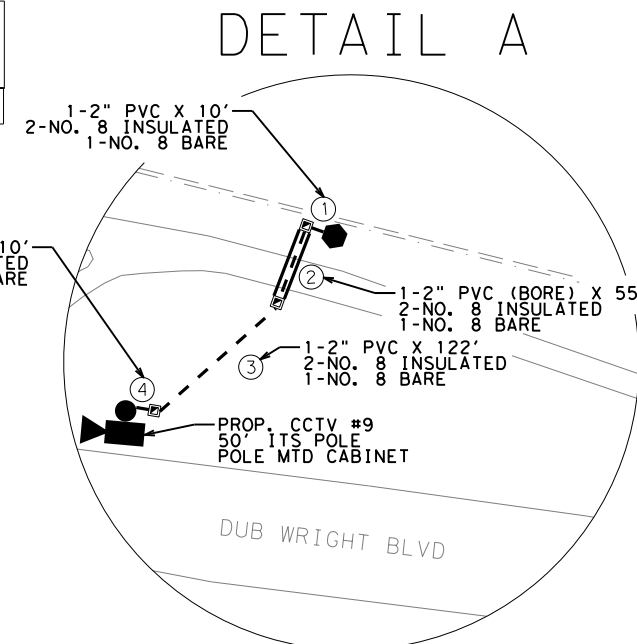 DETAIL A
1-2" PVC X 10'
2-NO. 8 INSULATED
1-NO. 8 BARE
1
10'
2
1-2" PVC (BORE) X 55
2-NO. 8 INSULATED
1-NO. 8 BARE
3
1-2" PVC X 122'
2-NO. 8 INSULATED
1-NO. 8 BARE
4
PROP. CCTV #9
50' ITS POLE
POLE MTD CABINET
DUB WRIGHT BLVD